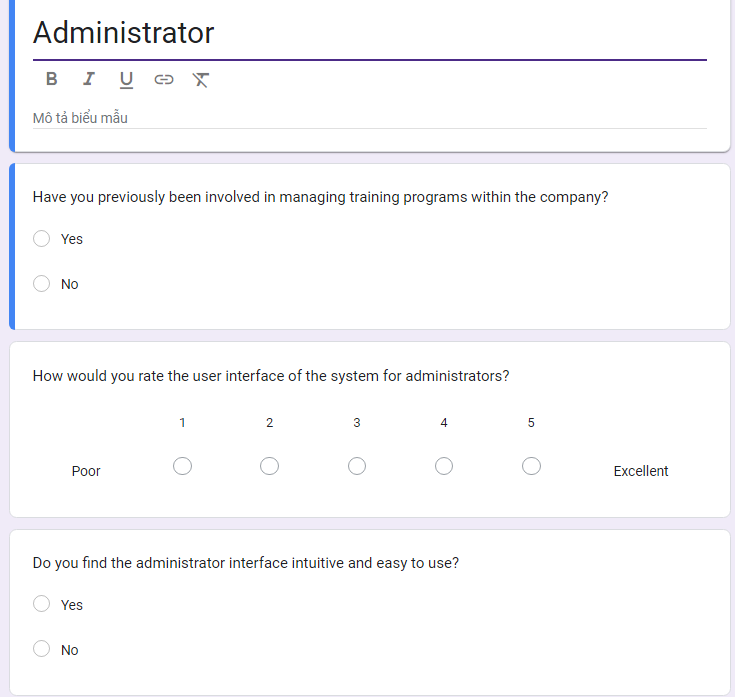 Administrator
B I U
Mô tả biểu mẫu
Have you previously been involved in managing training programs within the company?
Yes
No
How would you rate the user interface of the system for administrators?
1 2 3 4 5
Poor Excellent
Do you find the administrator interface intuitive and easy to use?
Yes
No